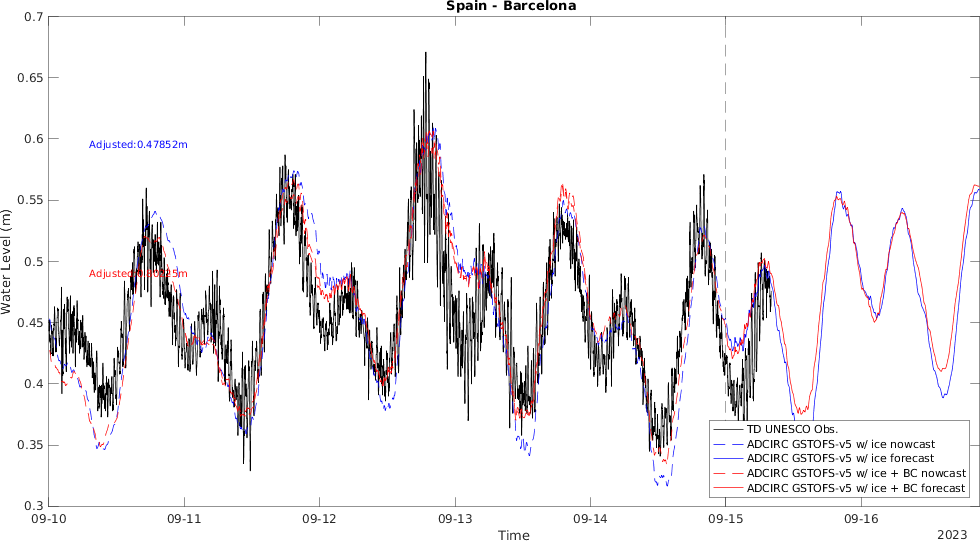 Spain - Barcelona
0.7
0.65
0.6
0.55
0.5
0.45
0.4
0.35
0.3
Water Level (m)
Adjusted:0.47852m
TD UNESCO Obs.
ADCIRC GSTOFS-v5 w/ ice nowcast
ADCIRC GSTOFS-v5 w/ ice forecast
ADCIRC GSTOFS-v5 w/ ice + BC nowcast
ADCIRC GSTOFS-v5 w/ ice + BC forecast
09-10
09-11
09-12
09-13
09-14
09-15
09-16
Time
2023